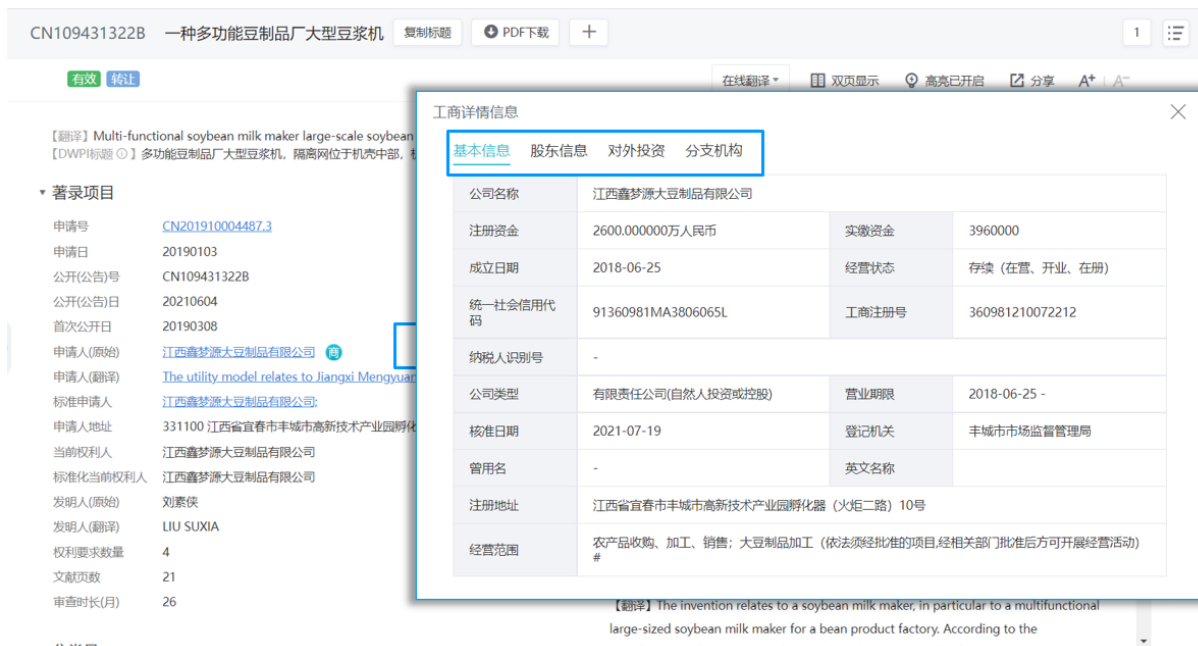 CN109431322B 一种多功能豆制品厂大型豆浆机 复制标题 PDF下载 1
有效 转让
在线翻译 双页显示 高亮已开启 分享 A+ A-
【翻译】Multi-functional soybean milk maker large-scale soybean
【DWPI标题】多功能豆制品厂大型豆浆机，隔离网位于机壳中部，
著录项目
申请号 CN201910004487.3
申请日 20190103
公开(公告)号 CN109431322B
公开(公告)日 20210604
首次公开日 20190308
申请人(原始) 江西鑫梦源大豆制品有限公司 商
申请人(翻译) The utility model relates to Jiangxi Mengyuan
标准申请人 江西鑫梦源大豆制品有限公司;
申请人地址 331100 江西省宜春市丰城市高新技术产业园孵化
当前权利人 江西鑫梦源大豆制品有限公司
标准化当前权利人 江西鑫梦源大豆制品有限公司
发明人(原始) 刘素侠
发明人(翻译) LIU SUXIA
权利要求数量 4
文献页数 21
审查时长(月) 26
工商详情信息
基本信息 股东信息 对外投资 分支机构
公司名称 江西鑫梦源大豆制品有限公司
注册资金 2600.000000万人民币 实缴资金 3960000
成立日期 2018-06-25 经营状态 存续（在营、开业、在册）
统一社会信用代
码 91360981MA3806065L 工商注册号 360981210072212
纳税人识别号 -
公司类型 有限责任公司(自然人投资或控股) 营业期限 2018-06-25 -
核准日期 2021-07-19 登记机关 丰城市市场监督管理局
曾用名 - 英文名称
注册地址 江西省宜春市丰城市高新技术产业园孵化器（火炬二路）10号
经营范围 农产品收购、加工、销售；大豆制品加工（依法须经批准的项目,经相关部门批准后方可开展经营活动）
#
【翻译】The invention relates to a soybean milk maker, in particular to a multifunctional
large-sized soybean milk maker for a bean product factory. According to the